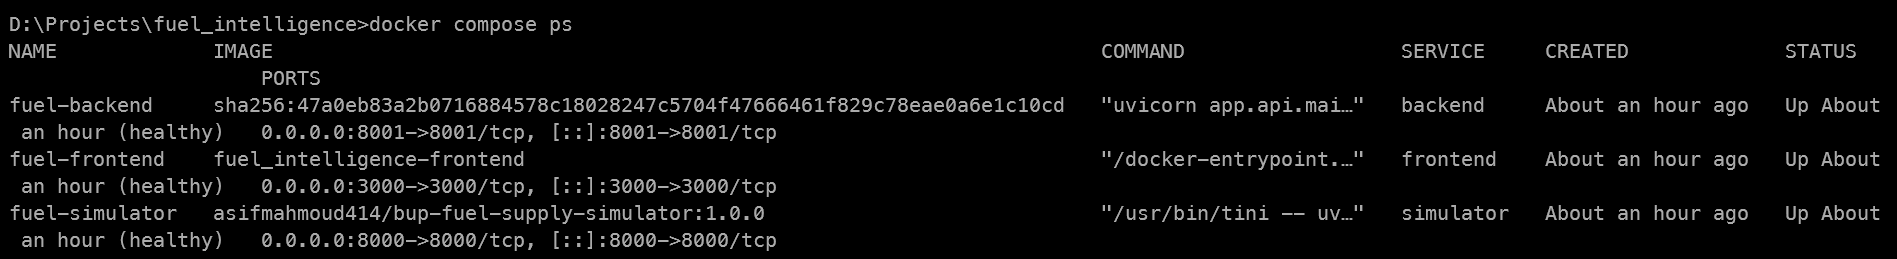 D:\Projects\fuel_intelligence>docker compose ps
NAME             IMAGE                                                                     COMMAND                  SERVICE     CREATED             STATUS
                     PORTS
fuel-backend     sha256:47a0eb83a2b0716884578c18028247c5704f47666461f829c78eae0a6e1c10cd   "uvicorn app.api.mai…"   backend     About an hour ago   Up About
 an hour (healthy)   0.0.0.0:8001->8001/tcp, [::]:8001->8001/tcp
fuel-frontend    fuel_intelligence-frontend                                                "/docker-entrypoint.…"   frontend    About an hour ago   Up About
 an hour (healthy)   0.0.0.0:3000->3000/tcp, [::]:3000->3000/tcp
fuel-simulator   asifmahmoud414/bup-fuel-supply-simulator:1.0.0                            "/usr/bin/tini -- uv…"   simulator   About an hour ago   Up About
 an hour (healthy)   0.0.0.0:8000->8000/tcp, [::]:8000->8000/tcp